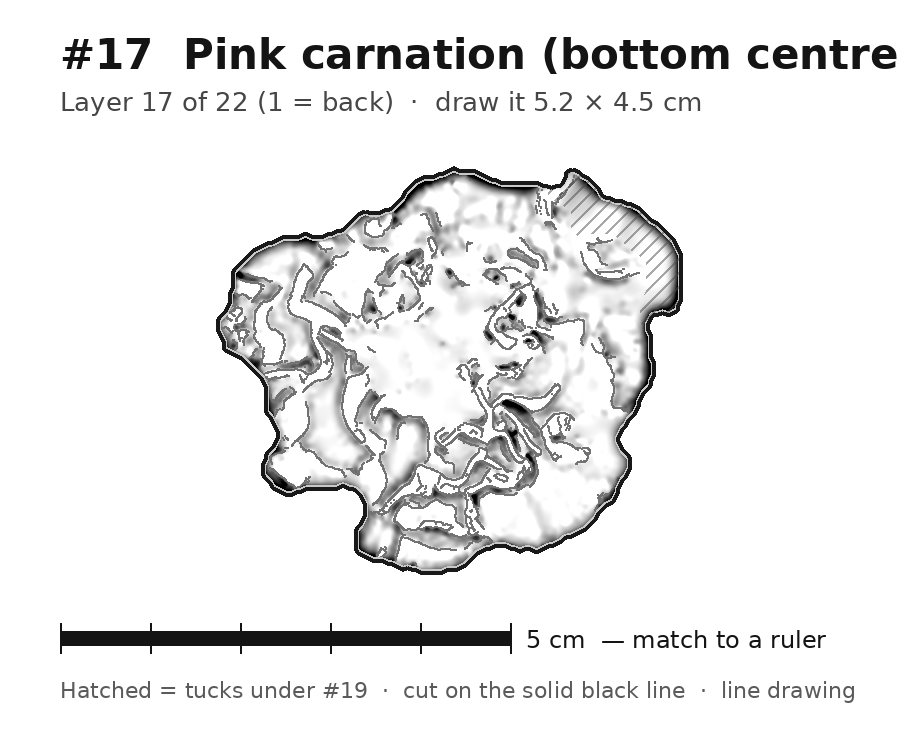 #17  Pink carnation (bottom centre
Layer 17 of 22 (1 = back)  ·  draw it 5.2 × 4.5 cm
5 cm  — match to a ruler
Hatched = tucks under #19  ·  cut on the solid black line  ·  line drawing